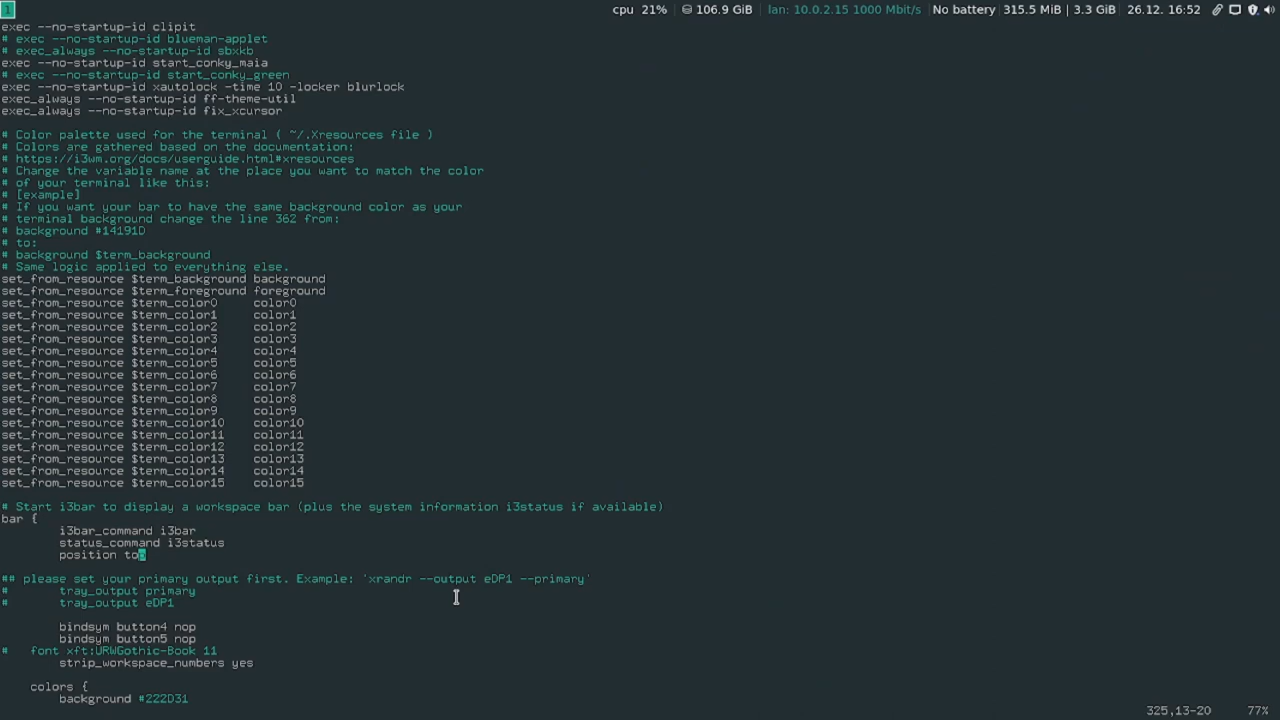 1
cpu 21% 106.9 GiB lan: 10.0.2.15 1000 Mbit/s No battery 315.5 MiB | 3.3 GiB 26.12. 16:52
exec --no-startup-id clipit
# exec --no-startup-id blueman-applet
# exec_always --no-startup-id sbxkb
exec --no-startup-id start_conky_maia
# exec --no-startup-id start_conky_green
exec --no-startup-id xautolock -time 10 -locker blurlock
exec_always --no-startup-id ff-theme-util
exec_always --no-startup-id fix_xcursor
# Color palette used for the terminal ( ~/.Xresources file )
# Colors are gathered based on the documentation:
# https://i3wm.org/docs/userguide.html#xresources
# Change the variable name at the place you want to match the color
# of your terminal like this:
# [example]
# If you want your bar to have the same background color as your
# terminal background change the line 362 from:
# background #14191D
# to:
# background $term_background
# Same logic applied to everything else.
set_from_resource $term_background background
set_from_resource $term_foreground foreground
set_from_resource $term_color0     color0
set_from_resource $term_color1     color1
set_from_resource $term_color2     color2
set_from_resource $term_color3     color3
set_from_resource $term_color4     color4
set_from_resource $term_color5     color5
set_from_resource $term_color6     color6
set_from_resource $term_color7     color7
set_from_resource $term_color8     color8
set_from_resource $term_color9     color9
set_from_resource $term_color10    color10
set_from_resource $term_color11    color11
set_from_resource $term_color12    color12
set_from_resource $term_color13    color13
set_from_resource $term_color14    color14
set_from_resource $term_color15    color15
# Start i3bar to display a workspace bar (plus the system information i3status if available)
bar {
        i3bar_command i3bar
        status_command i3status
        position top
## please set your primary output first. Example: 'xrandr --output eDP1 --primary'
#       tray_output primary
#       tray_output eDP1
        bindsym button4 nop
        bindsym button5 nop
#   font xft:URWGothic-Book 11
        strip_workspace_numbers yes
    colors {
        background #222D31
325,13-20     77%